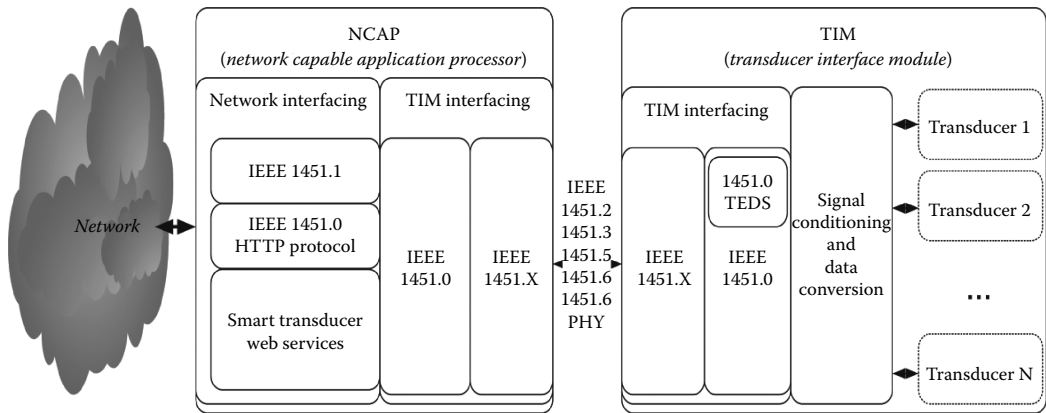 NCAP
(network capable application processor)
Network interfacing
TIM interfacing
IEEE 1451.1
IEEE 1451.0
HTTP protocol
Smart transducer
web services
IEEE
1451.0
IEEE
1451.X
Network
IEEE
1451.2
1451.3
1451.5
1451.6
1451.6
PHY
TIM
(transducer interface module)
TIM interfacing
IEEE
1451.X
1451.0
TEDS
IEEE
1451.0
Signal
conditioning
and
data
conversion
Transducer 1
Transducer 2
...
Transducer N